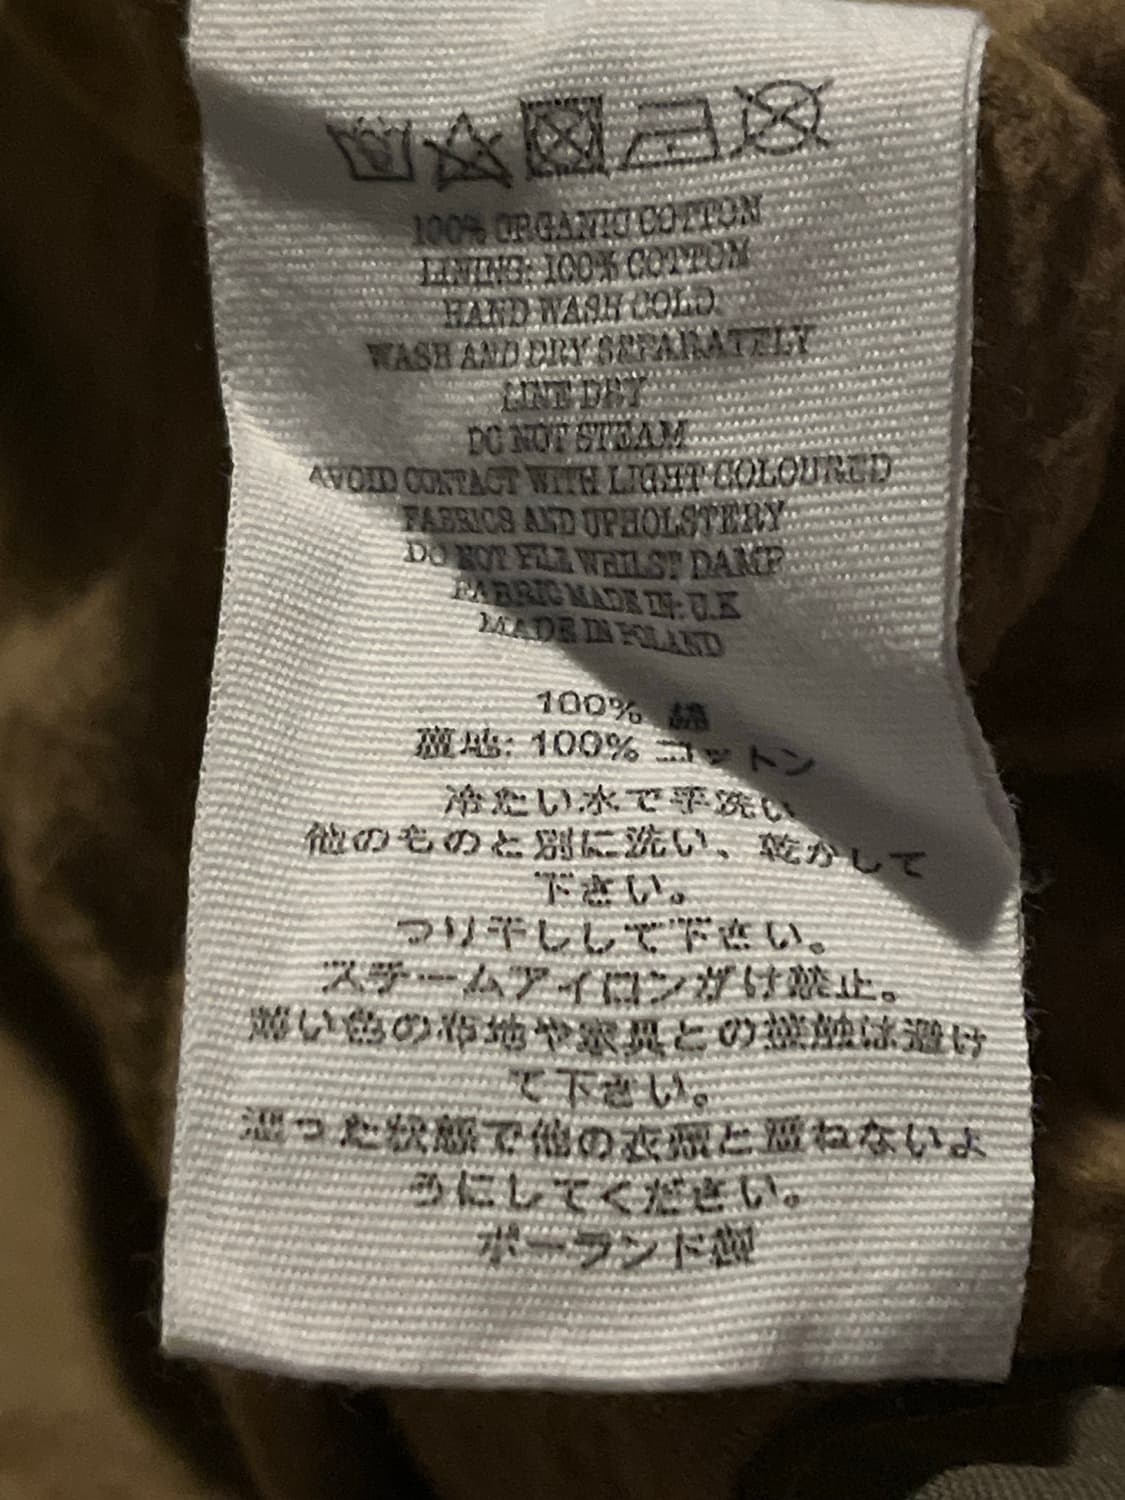 100% ORGANIC COTTON
LINING: 100% COTTON
HAND WASH COLD.
WASH AND DRY SEPARATELY
LINE DRY
DO NOT STEAM
AVOID CONTACT WITH LIGHT COLOURED
FABRICS AND UPHOLSTERY
DO NOT PILE WHILST DAMP
FABRIC MADE IN: U.K
MADE IN POLAND
100% 綿
裏地: 100% コットン
冷たい水で手洗い
他のものと別に洗い、乾かして
下さい。
つり干しして下さい。
スチームアイロンがけ禁止。
薄い色の布地や家具との接触は避け
て下さい。
湿った状態で他の衣類と重ねないよ
うにしてください。
ポーランド製